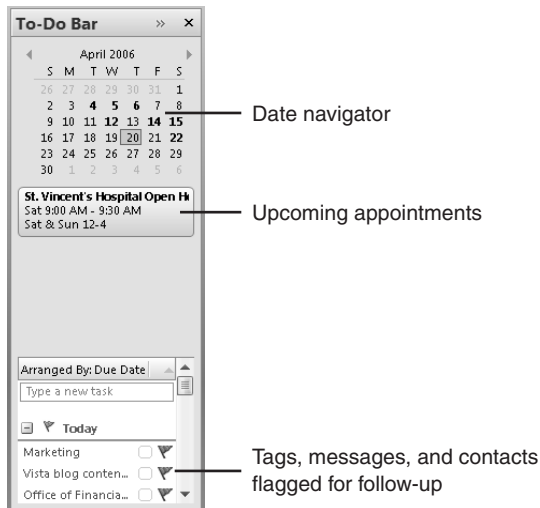 To-Do Bar » ×
April 2006
S M T W T F S
26 27 28 29 30 31 1
2 3 4 5 6 7 8
9 10 11 12 13 14 15
16 17 18 19 20 21 22
23 24 25 26 27 28 29
30 1 2 3 4 5 6
Date navigator
St. Vincent's Hospital Open H
Sat 9:00 AM - 9:30 AM
Sat & Sun 12-4
Upcoming appointments
Arranged By: Due Date
Type a new task
Today
Marketing
Vista blog conten...
Office of Financia...
Tags, messages, and contacts
flagged for follow-up